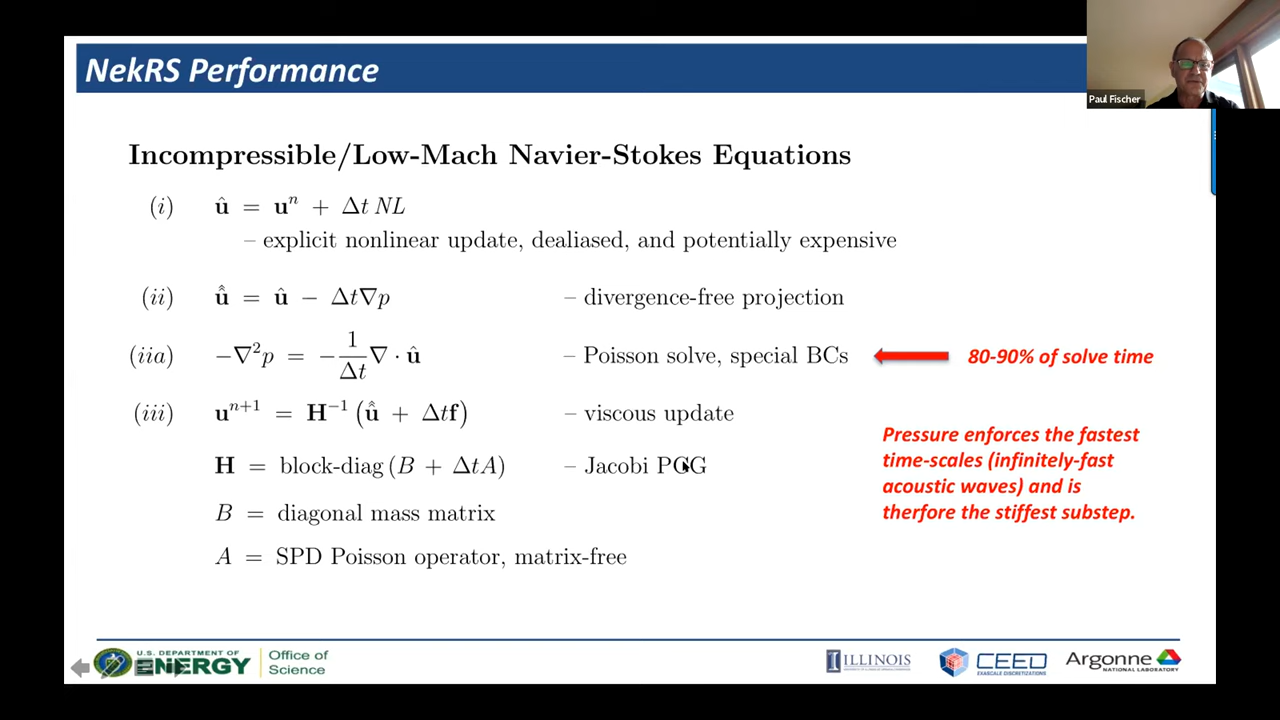 NekRS Performance
Paul Fischer
Incompressible/Low-Mach Navier-Stokes Equations
(i) û = uⁿ + Δt NL
– explicit nonlinear update, dealiased, and potentially expensive
(ii) û̂ = û − Δt∇p – divergence-free projection
(iia) −∇²p = −1/Δt ∇ · û – Poisson solve, special BCs 80-90% of solve time
(iii) uⁿ⁺¹ = H⁻¹ (û̂ + Δtf) – viscous update
Pressure enforces the fastest
time-scales (infinitely-fast
acoustic waves) and is
therfore the stiffest substep.
H = block-diag (B + ΔtA) – Jacobi PCG
B = diagonal mass matrix
A = SPD Poisson operator, matrix-free
U.S. DEPARTMENT OF
ENERGY
Office of
Science
ILLINOIS
CEED
EXASCALE DISCRETIZATIONS
Argonne
NATIONAL LABORATORY